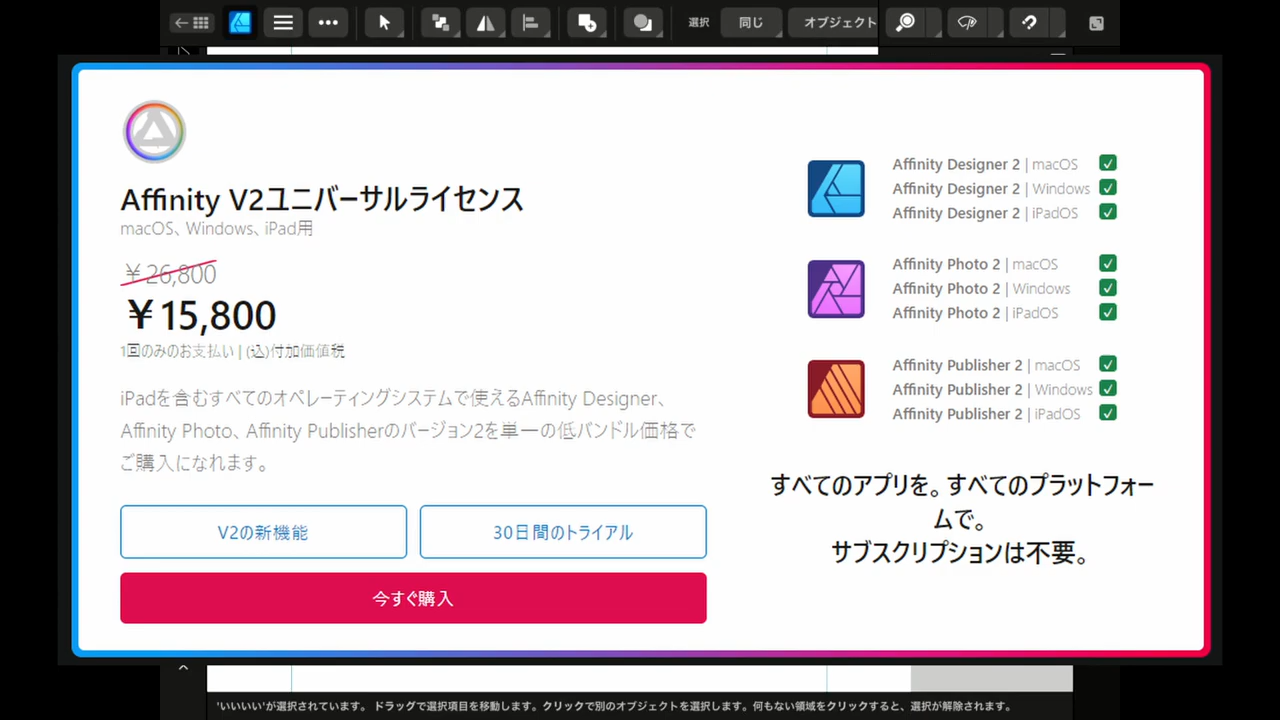 選択 同じ オブジェクト
Affinity V2ユニバーサルライセンス
macOS、Windows、iPad用
￥26,800
￥15,800
1回のみのお支払い | (込)付加価値税
iPadを含むすべてのオペレーティングシステムで使えるAffinity Designer、
Affinity Photo、Affinity Publisherのバージョン2を単一の低バンドル価格で
ご購入になれます。
V2の新機能 30日間のトライアル
今すぐ購入
Affinity Designer 2 | macOS
Affinity Designer 2 | Windows
Affinity Designer 2 | iPadOS
Affinity Photo 2 | macOS
Affinity Photo 2 | Windows
Affinity Photo 2 | iPadOS
Affinity Publisher 2 | macOS
Affinity Publisher 2 | Windows
Affinity Publisher 2 | iPadOS
すべてのアプリを。すべてのプラットフォー
ムで。
サブスクリプションは不要。
'いいいい'が選択されています。 ドラッグで選択項目を移動します。クリックで別のオブジェクトを選択します。何もない領域をクリックすると、選択が解除されます。